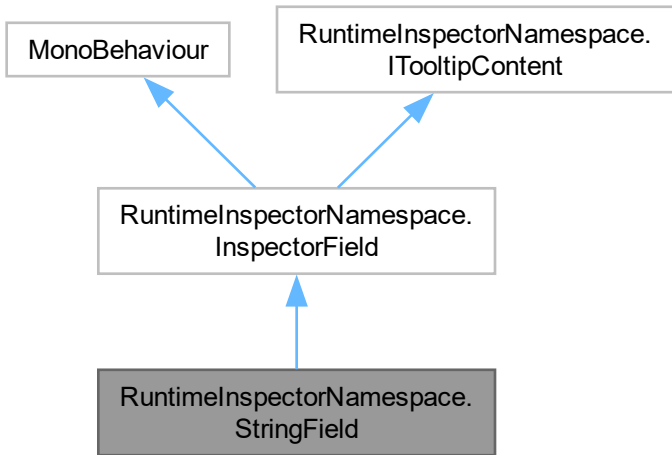 MonoBehaviour
RuntimeInspectorNamespace.
ITooltipContent
RuntimeInspectorNamespace.
InspectorField
RuntimeInspectorNamespace.
StringField